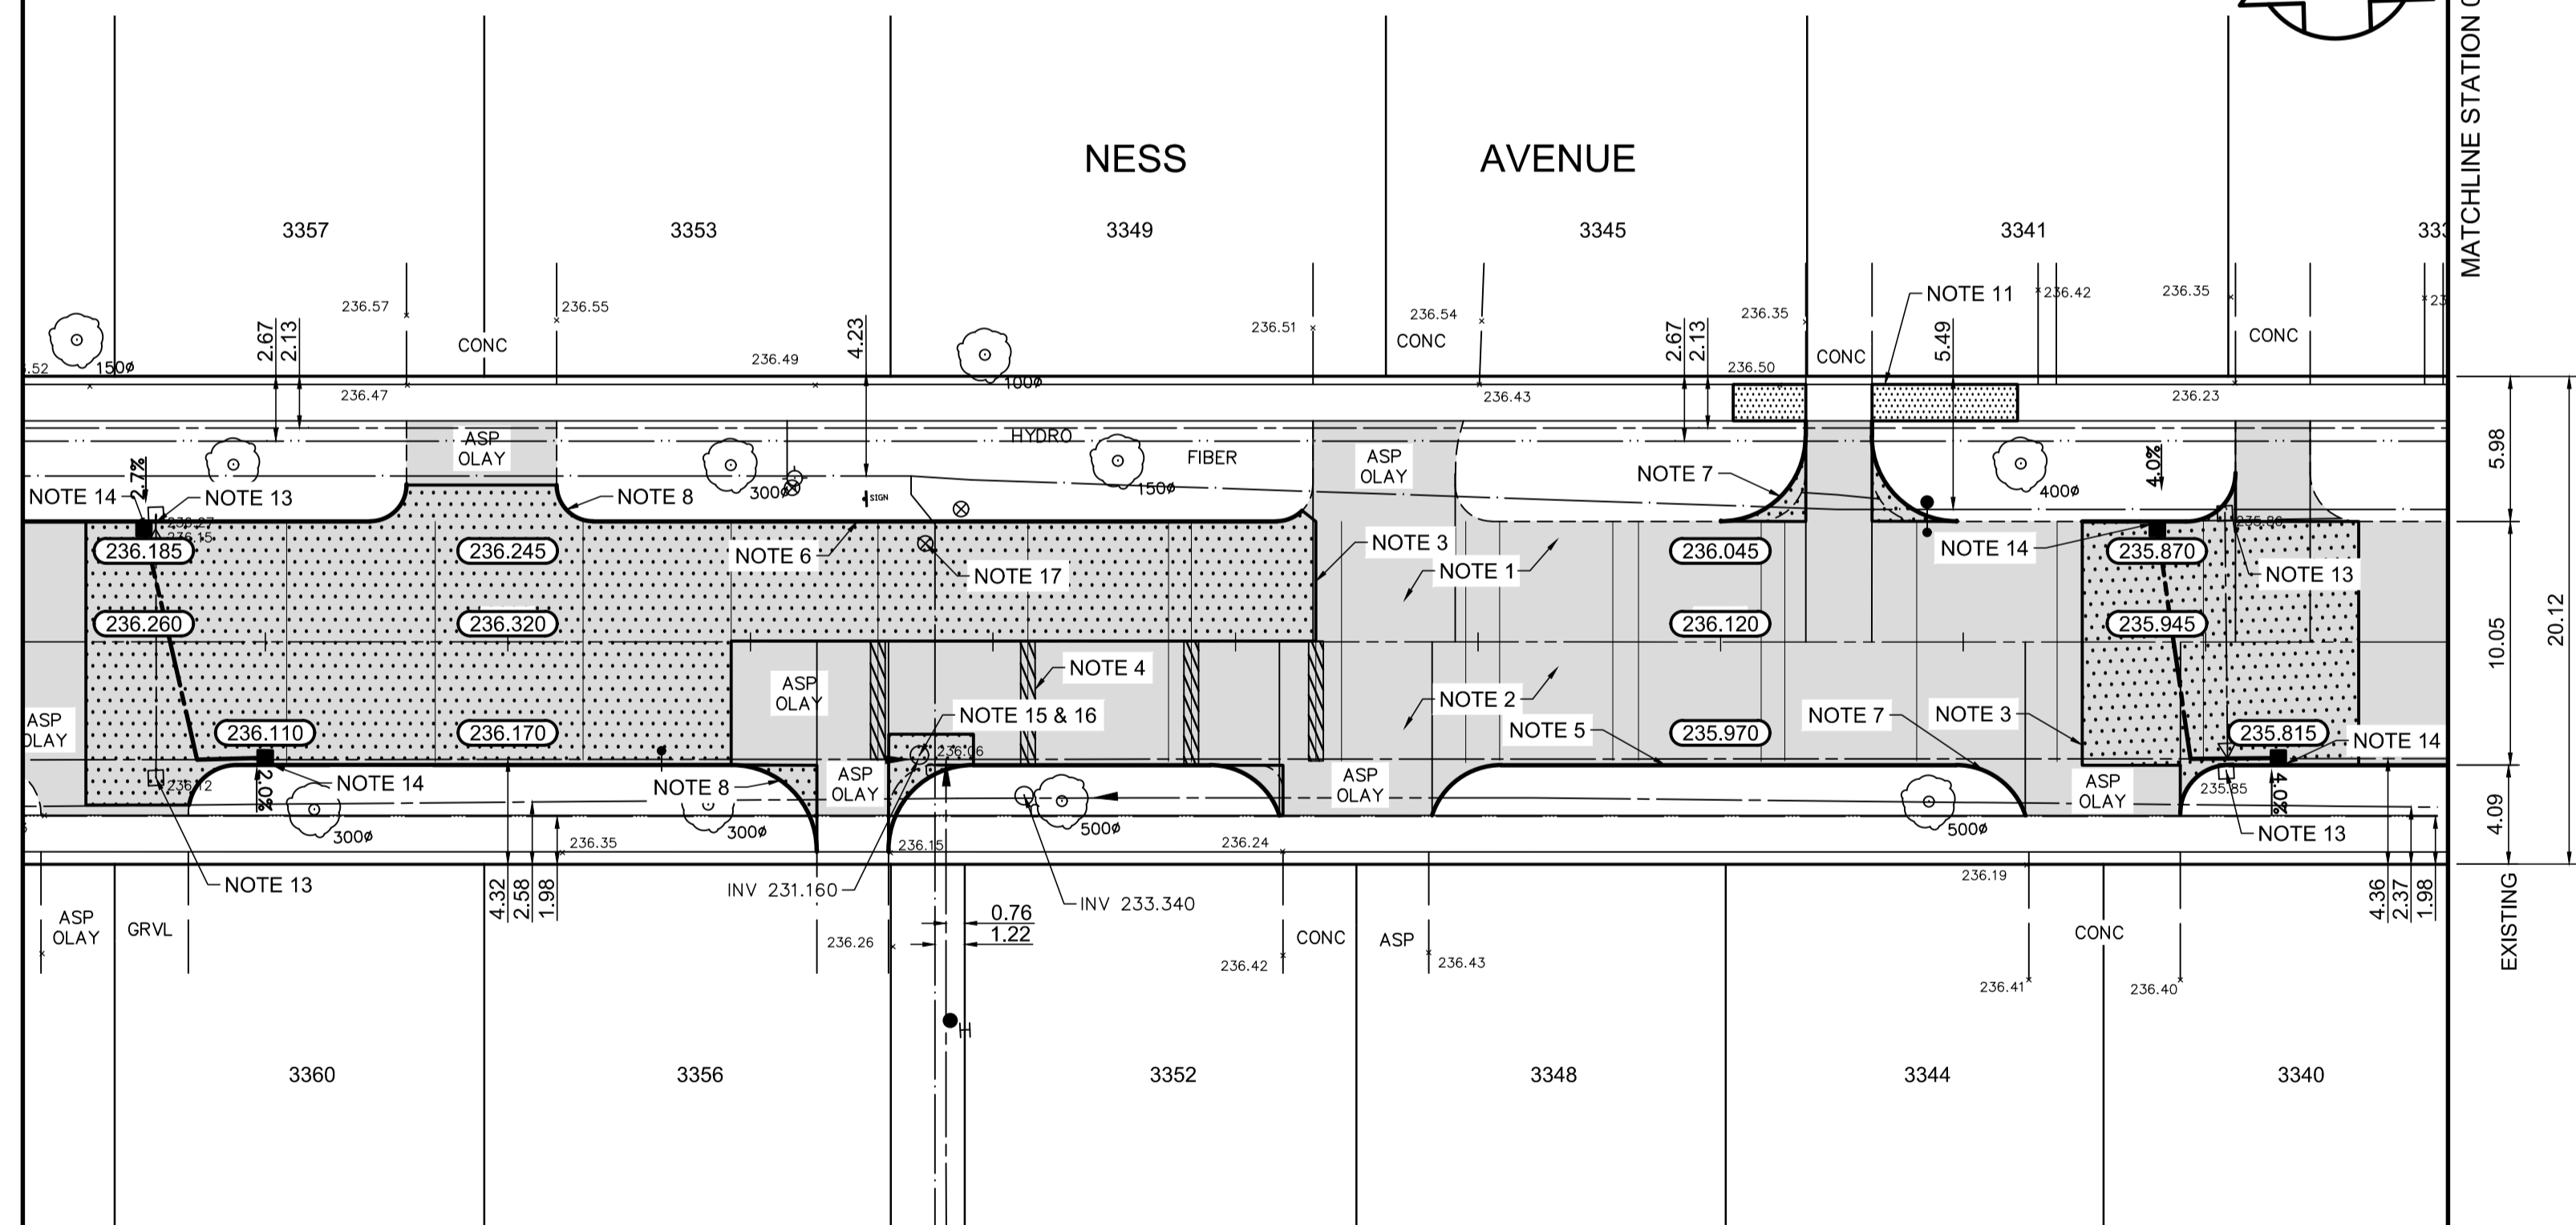 NESS AVENUE
MATCHLINE STATION
3357
3353
3349
3345
3341
236.57
236.55
236.51
236.54
236.35
NOTE 11
236.42
236.35
2.67
2.13
CONC
236.49
4.23
CONC
2.67
2.13
236.50
CONC
5.49
CONC
150ø
236.47
100ø
236.43
236.23
ASP
OLAY
HYDRO
FIBER
ASP
OLAY
5.98
2.7%
NOTE 14
NOTE 13
NOTE 8
300ø
SIGN
150ø
NOTE 7
400ø
4.0%
236.185
236.245
NOTE 6
NOTE 17
NOTE 3
NOTE 1
236.045
NOTE 14
235.870
NOTE 13
236.260
236.320
236.120
235.945
10.05
20.12
ASP
OLAY
NOTE 4
NOTE 2
NOTE 15 & 16
236.06
ASP
OLAY
236.110
236.170
NOTE 5
235.970
NOTE 7
NOTE 3
235.815
NOTE 14
236.12
2.0%
NOTE 14
NOTE 8
ASP
OLAY
ASP
OLAY
ASP
OLAY
235.85
4.0%
300ø
300ø
500ø
500ø
NOTE 13
4.09
236.35
236.15
236.24
236.19
NOTE 13
4.32
2.58
1.98
INV 231.160
INV 233.340
4.36
2.37
1.98
EXISTING
ASP
OLAY
GRVL
0.76
1.22
236.26
CONC
ASP
CONC
236.42
236.43
236.41
236.40
H
3360
3356
3352
3348
3344
3340